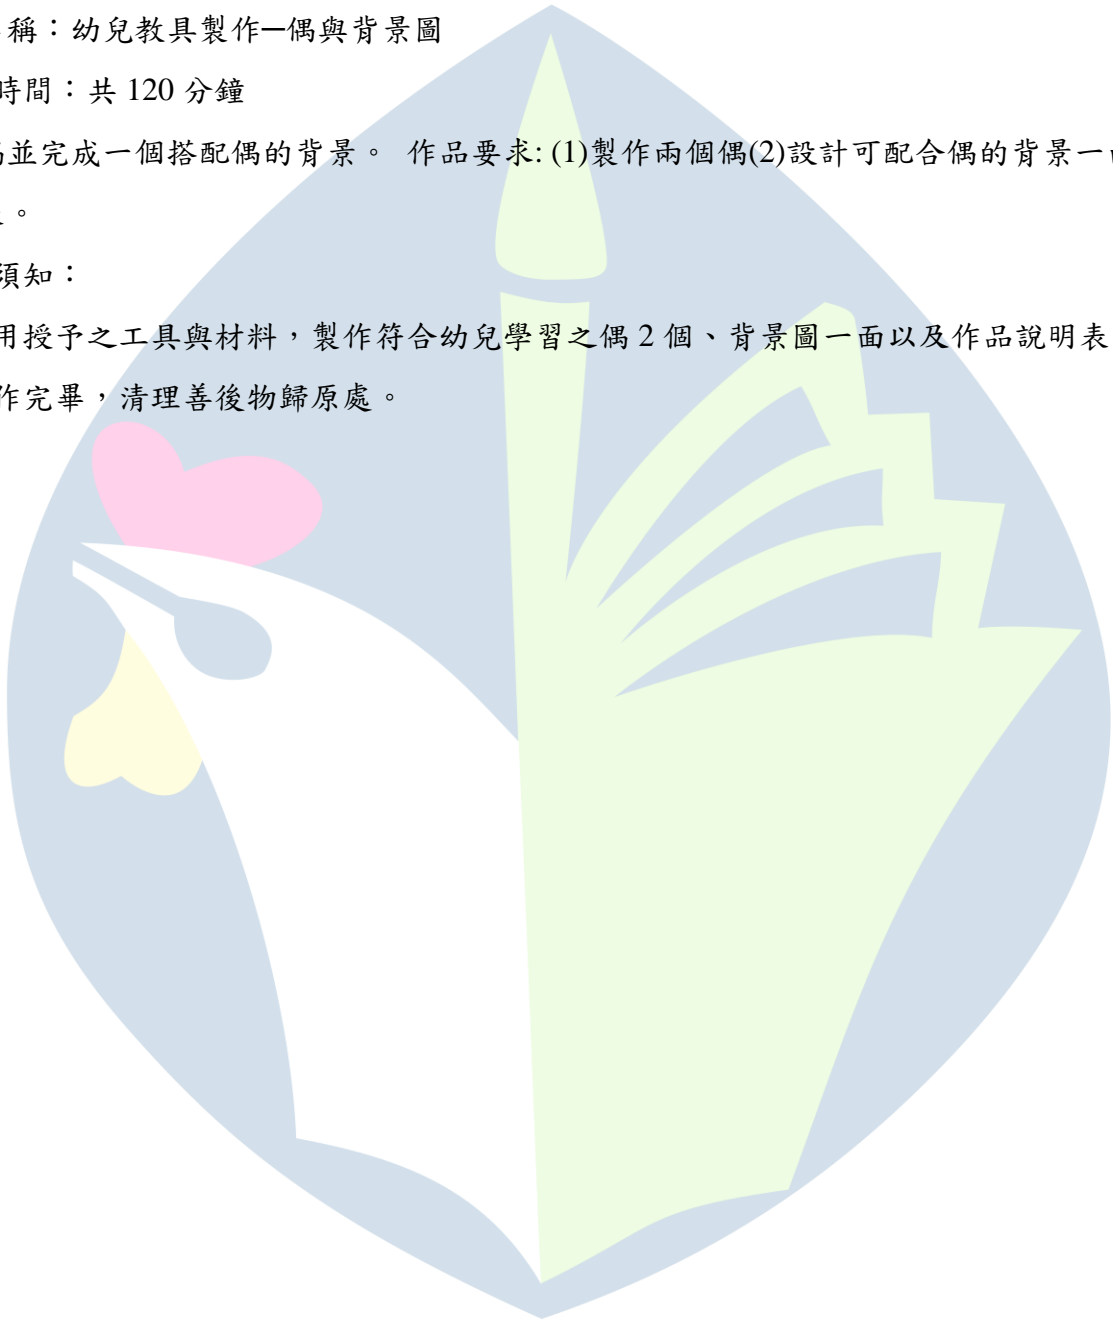 稱：幼兒教具製作─偶與背景圖
時間：共 120 分鐘
並完成一個搭配偶的背景。 作品要求: (1)製作兩個偶(2)設計可配合偶的背景一
。
須知：
用授予之工具與材料，製作符合幼兒學習之偶 2 個、背景圖一面以及作品說明表
作完畢，清理善後物歸原處。